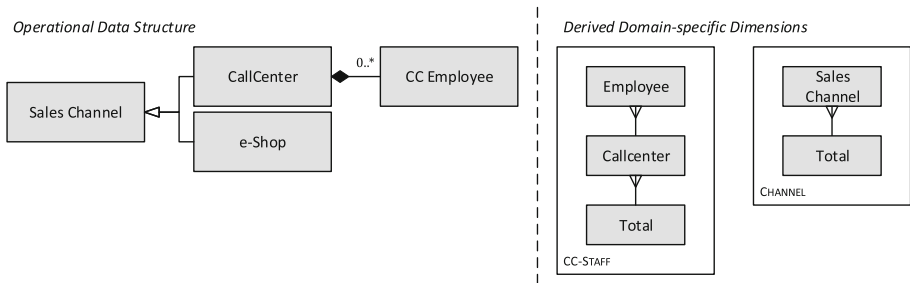 Operational Data Structure
Sales Channel
CallCenter
0..*
CC Employee
e-Shop
Derived Domain-specific Dimensions
Employee
Callcenter
Total
CC-STAFF
Sales
Channel
Total
CHANNEL